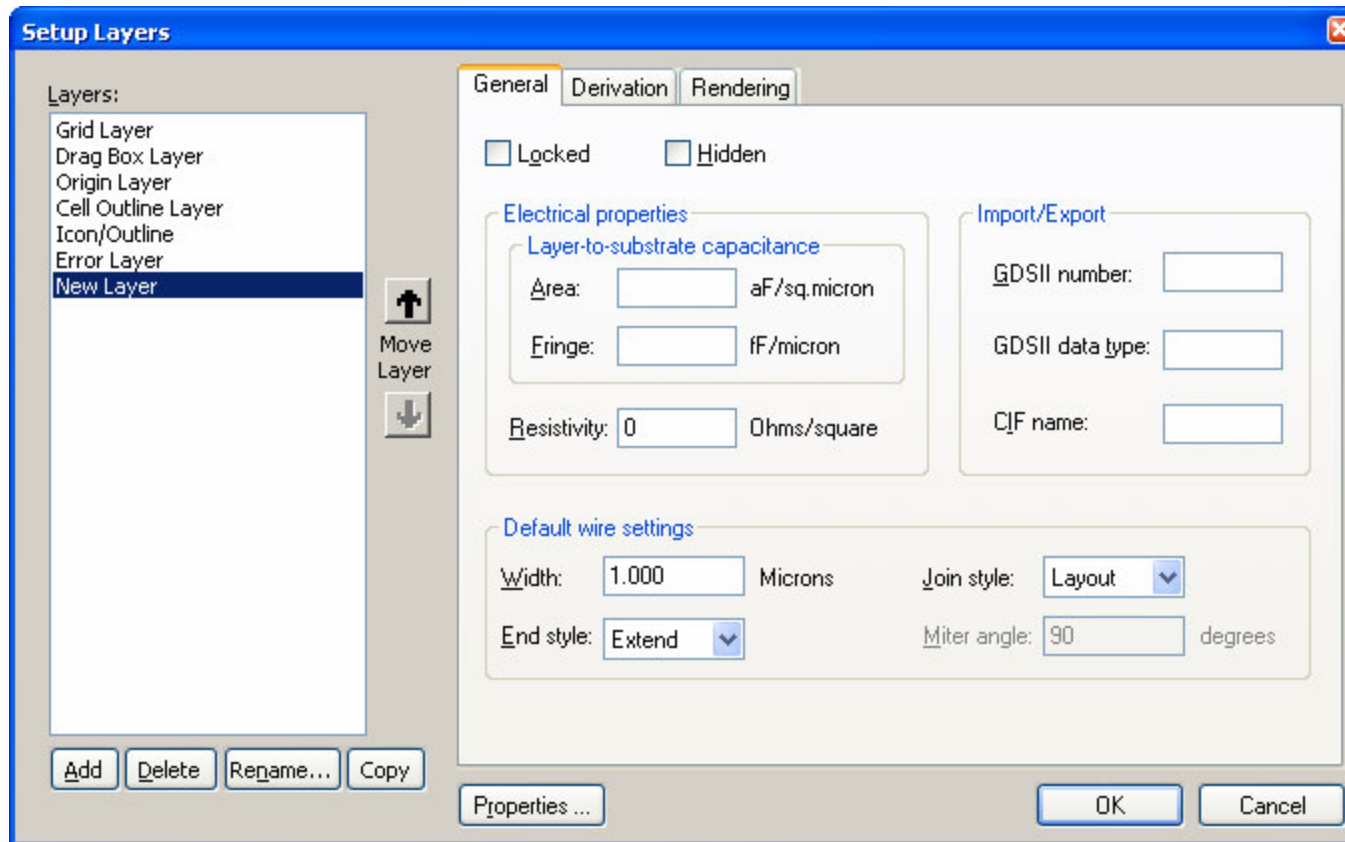 Setup Layers
Layers:
Grid Layer
Drag Box Layer
Origin Layer
Cell Outline Layer
Icon/Outline
Error Layer
New Layer
Move
Layer
Add Delete Rename... Copy
General Derivation Rendering
Locked Hidden
Electrical properties
Layer-to-substrate capacitance
Area: aF/sq.micron
Fringe: fF/micron
Resistivity: 0 Ohms/square
Import/Export
GDSII number:
GDSII data type:
CIF name:
Default wire settings
Width: 1.000 Microns Join style: Layout
End style: Extend Miter angle: 90 degrees
Properties ... OK Cancel